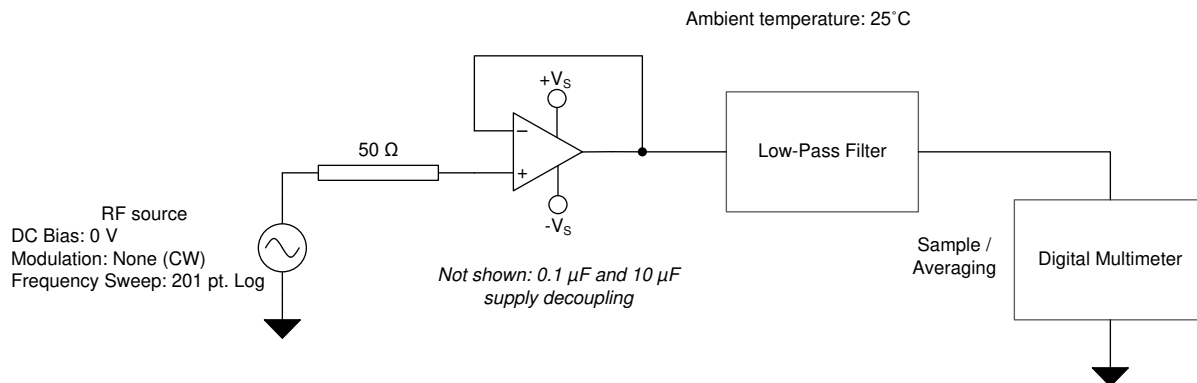 Ambient temperature: 25˚C
+VS
−
50 Ω
+
Low-Pass Filter
-VS
RF source
DC Bias: 0 V
Modulation: None (CW)
Frequency Sweep: 201 pt. Log
Not shown: 0.1 µF and 10 µF
supply decoupling
Sample /
Averaging
Digital Multimeter